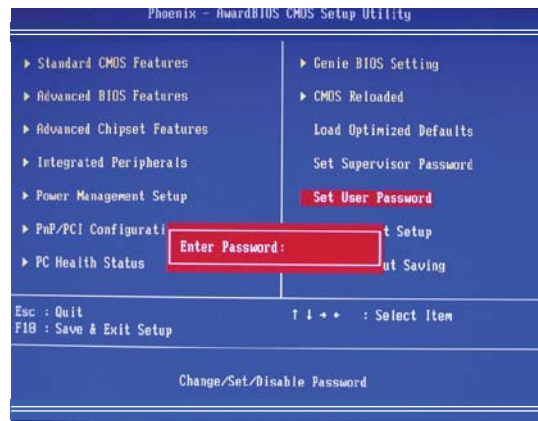 Phoenix - AwardBIOS CMOS Setup Utility
▶ Standard CMOS Features
▶ Advanced BIOS Features
▶ Advanced Chipset Features
▶ Integrated Peripherals
▶ Power Management Setup
▶ PnP/PCI Configurati
▶ PC Health Status
▶ Genie BIOS Setting
▶ CMOS Reloaded
Load Optimized Defaults
Set Supervisor Password
Set User Password
t Setup
ut Saving
Enter Password:
Esc : Quit
F10 : Save & Exit Setup
↑ ↓ → ← : Select Item
Change/Set/Disable Password